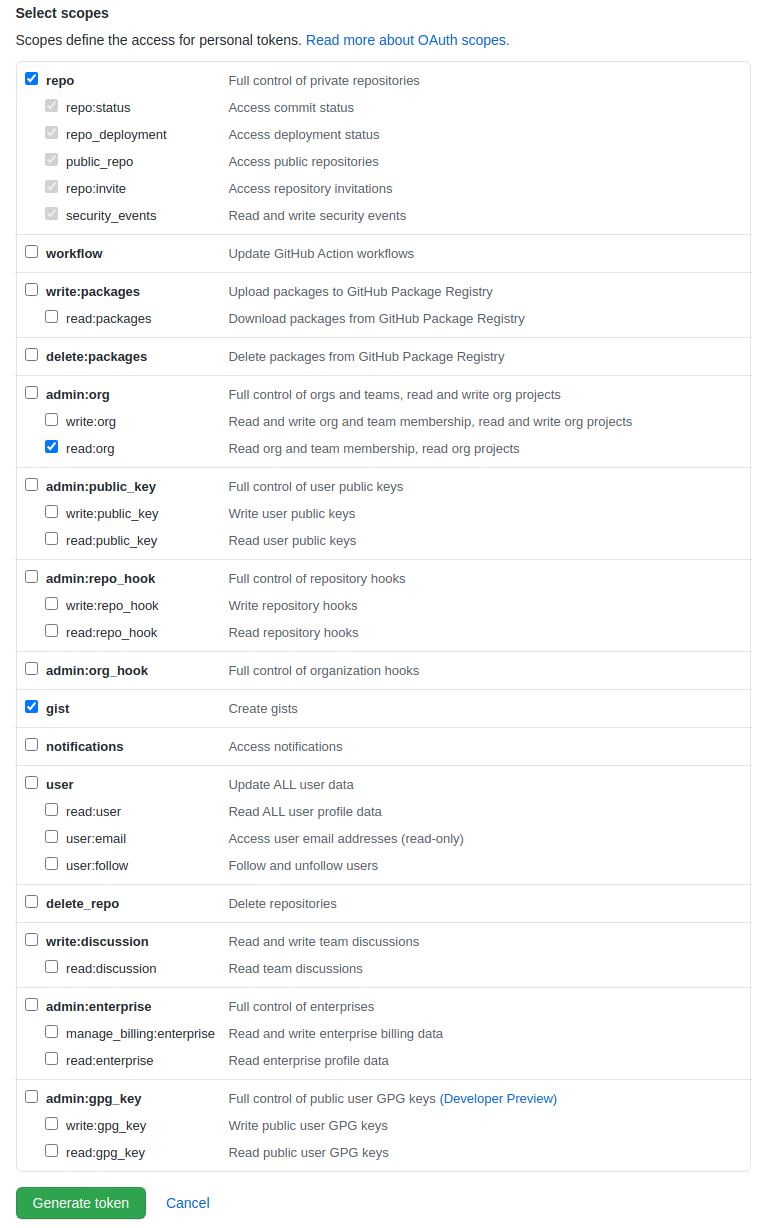 Select scopes
Scopes define the access for personal tokens. Read more about OAuth scopes.
repo Full control of private repositories
repo:status Access commit status
repo_deployment Access deployment status
public_repo Access public repositories
repo:invite Access repository invitations
security_events Read and write security events
workflow Update GitHub Action workflows
write:packages Upload packages to GitHub Package Registry
read:packages Download packages from GitHub Package Registry
delete:packages Delete packages from GitHub Package Registry
admin:org Full control of orgs and teams, read and write org projects
write:org Read and write org and team membership, read and write org projects
read:org Read org and team membership, read org projects
admin:public_key Full control of user public keys
write:public_key Write user public keys
read:public_key Read user public keys
admin:repo_hook Full control of repository hooks
write:repo_hook Write repository hooks
read:repo_hook Read repository hooks
admin:org_hook Full control of organization hooks
gist Create gists
notifications Access notifications
user Update ALL user data
read:user Read ALL user profile data
user:email Access user email addresses (read-only)
user:follow Follow and unfollow users
delete_repo Delete repositories
write:discussion Read and write team discussions
read:discussion Read team discussions
admin:enterprise Full control of enterprises
manage_billing:enterprise Read and write enterprise billing data
read:enterprise Read enterprise profile data
admin:gpg_key Full control of public user GPG keys (Developer Preview)
write:gpg_key Write public user GPG keys
read:gpg_key Read public user GPG keys
Generate token Cancel